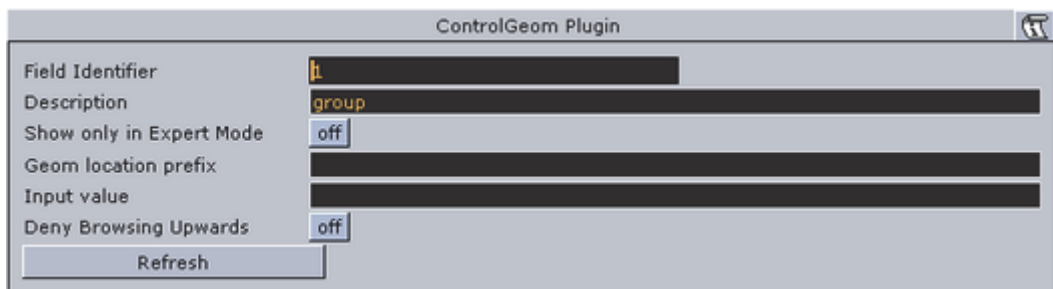 ControlGeom Plugin
Field Identifier 1
Description group
Show only in Expert Mode off
Geom location prefix
Input value
Deny Browsing Upwards off
Refresh